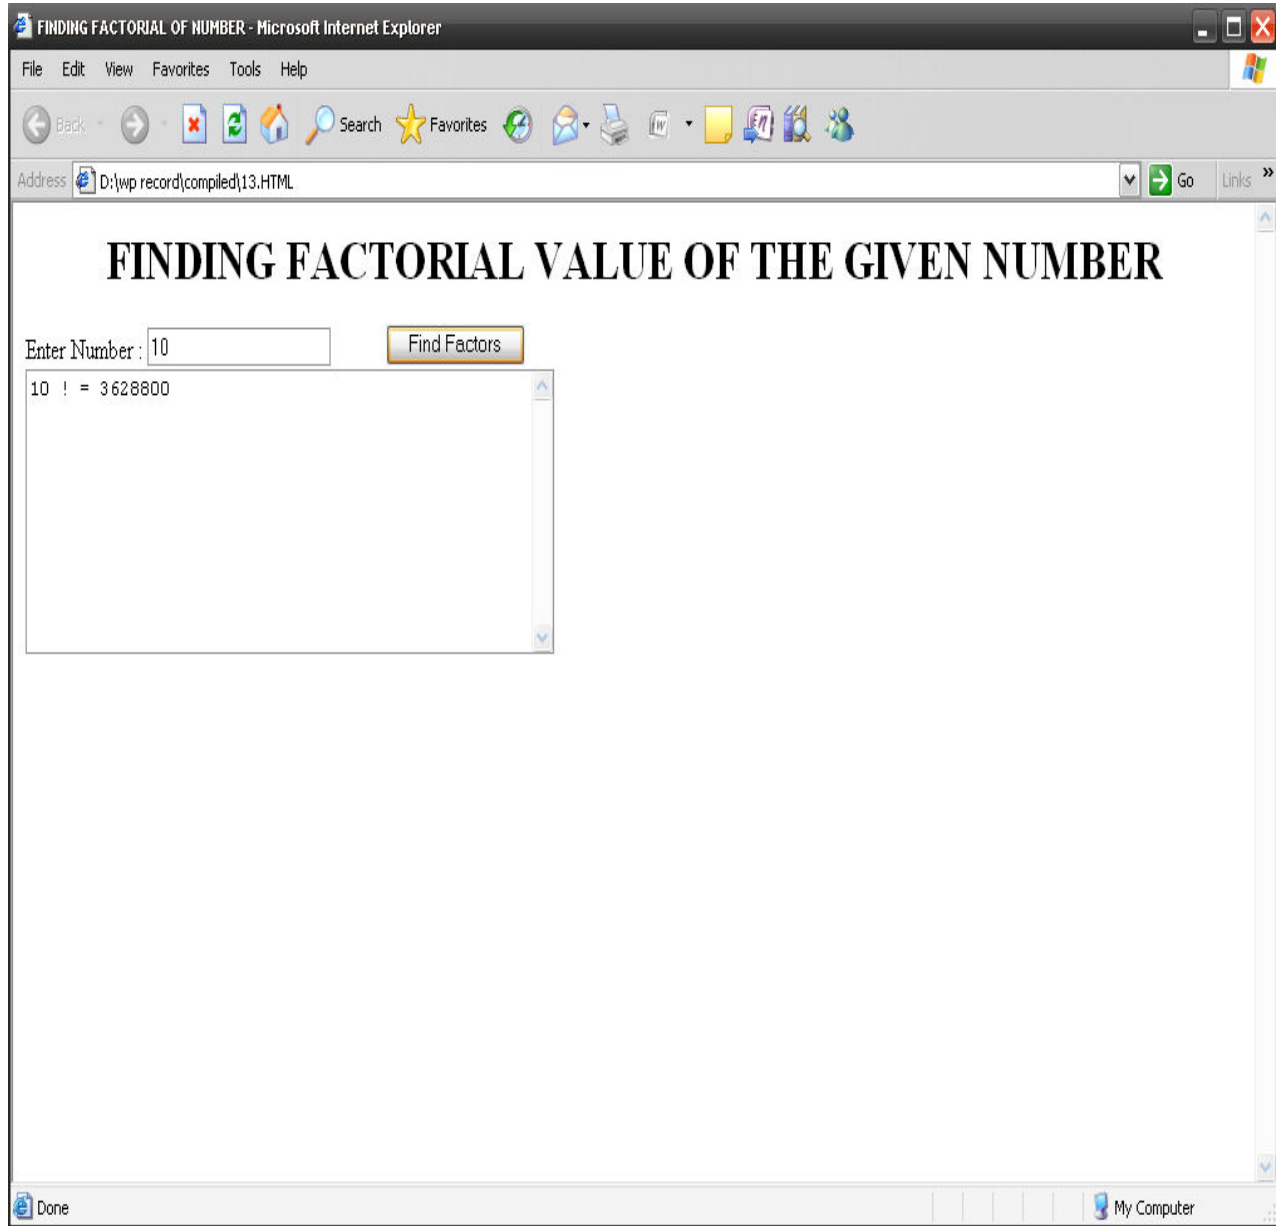 FINDING FACTORIAL OF NUMBER - Microsoft Internet Explorer
File Edit View Favorites Tools Help
Back Search Favorites
Address D:\wp record\compiled\13.HTML Go Links »
FINDING FACTORIAL VALUE OF THE GIVEN NUMBER
Enter Number : 10 Find Factors
10 ! = 3628800
Done My Computer